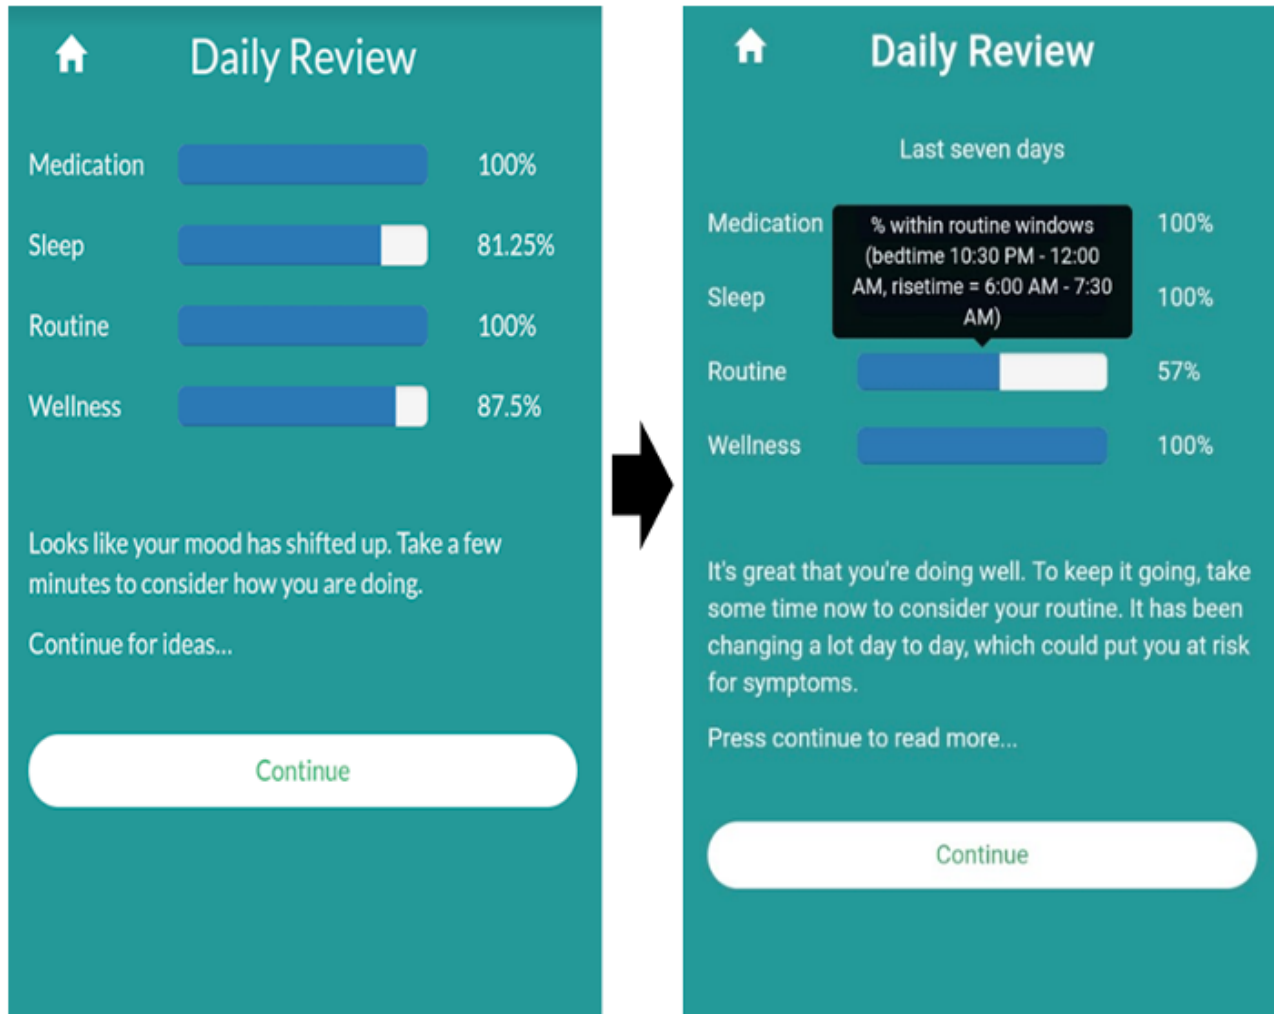 Daily Review
Medication 100%
Sleep 81.25%
Routine 100%
Wellness 87.5%
Looks like your mood has shifted up. Take a few
minutes to consider how you are doing.
Continue for ideas...
Continue
Daily Review
Last seven days
Medication 100%
% within routine windows
(bedtime 10:30 PM - 12:00
AM, risetime = 6:00 AM - 7:30
AM)
Sleep 100%
Routine 57%
Wellness 100%
It's great that you're doing well. To keep it going, take
some time now to consider your routine. It has been
changing a lot day to day, which could put you at risk
for symptoms.
Press continue to read more...
Continue